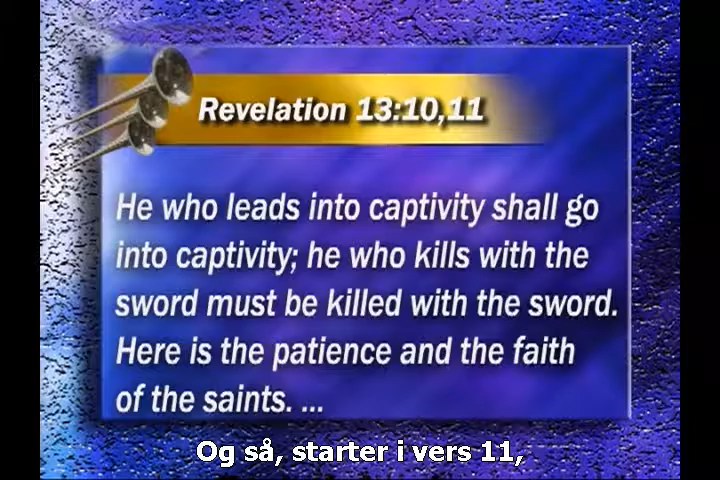 Revelation 13:10,11
He who leads into captivity shall go
into captivity; he who kills with the
sword must be killed with the sword.
Here is the patience and the faith
of the saints. ...
Og så, starter i vers 11,